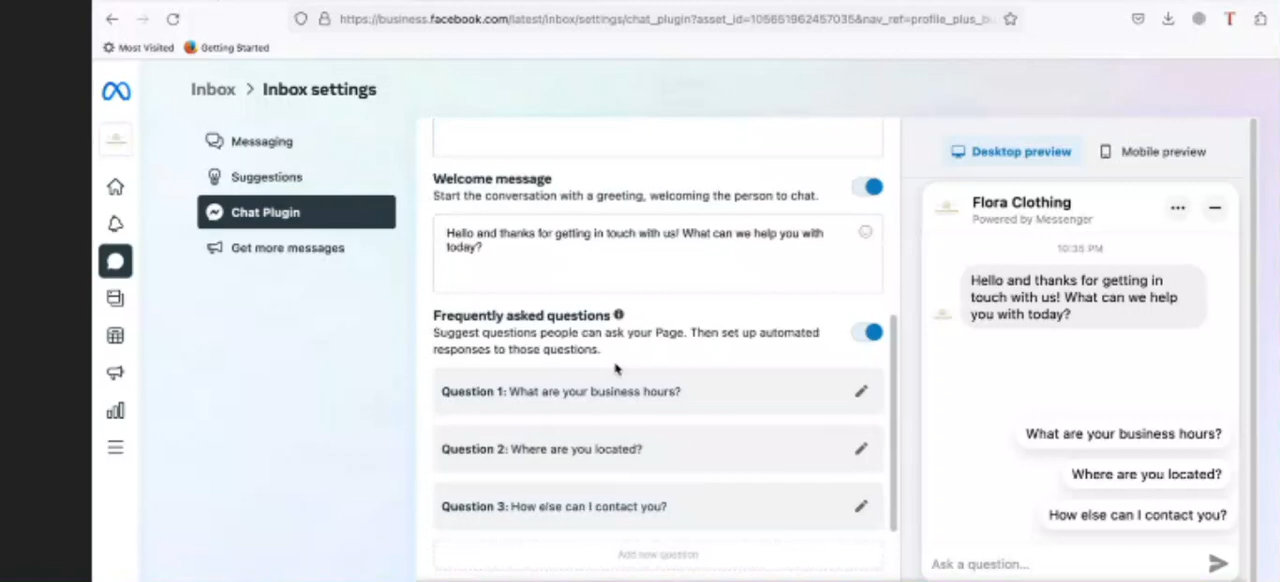 https://business.facebook.com/latest/inbox/settings/chat_plugin?asset_id=105651962457035&nav_ref=profile_plus_b
Most Visited
Getting Started
Inbox > Inbox settings
Messaging
Suggestions
Chat Plugin
Get more messages
Welcome message
Start the conversation with a greeting, welcoming the person to chat.
Hello and thanks for getting in touch with us! What can we help you with
today?
Frequently asked questions
Suggest questions people can ask your Page. Then set up automated
responses to those questions.
Question 1: What are your business hours?
Question 2: Where are you located?
Question 3: How else can I contact you?
Add new question
Desktop preview
Mobile preview
Flora Clothing
Powered by Messenger
10:35 PM
Hello and thanks for getting in
touch with us! What can we help
you with today?
What are your business hours?
Where are you located?
How else can I contact you?
Ask a question...